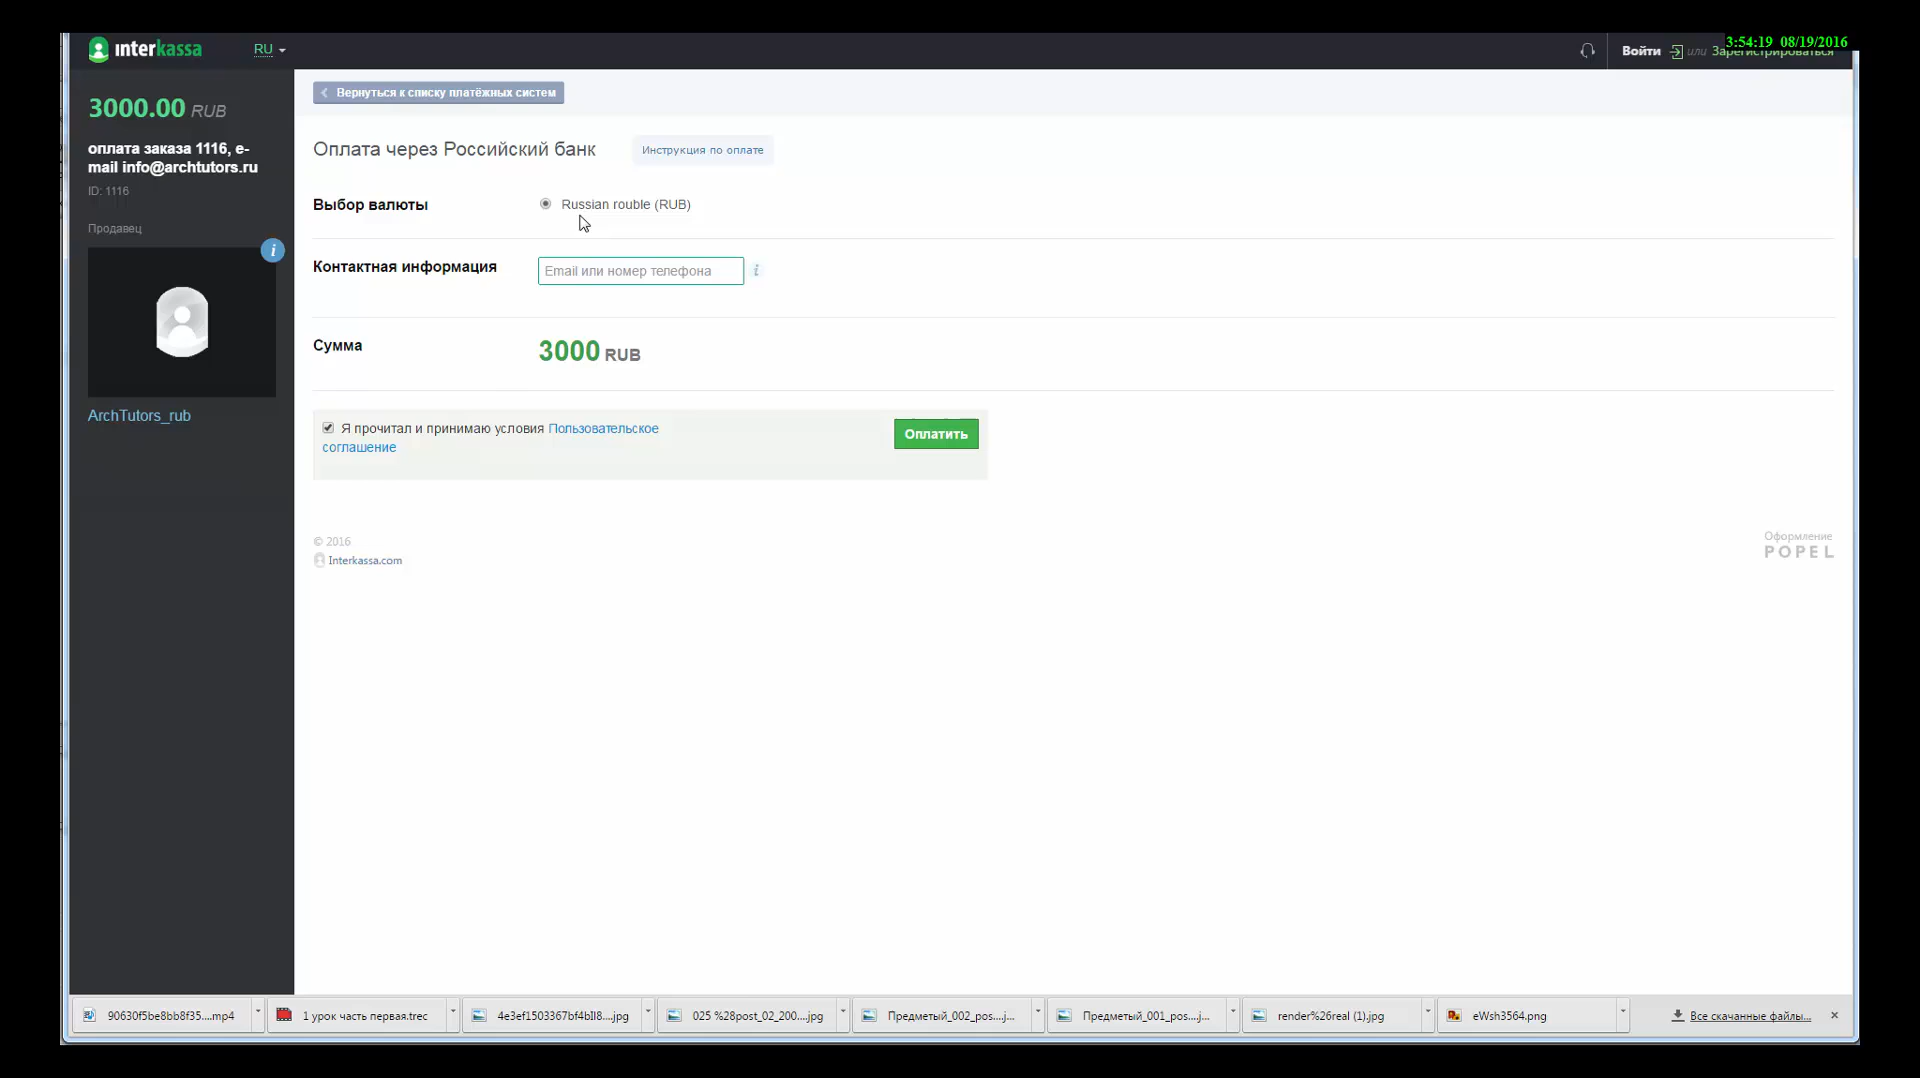 interkassa
RU
Войти или Зарегистрироваться
3:54:19 08/19/2016
3000.00 RUB
оплата заказа 1116, e-
mail info@archtutors.ru
ID: 1116
Продавец
i
ArchTutors_rub
Вернуться к списку платёжных систем
Оплата через Российский банк
Инструкция по оплате
Выбор валюты
Russian rouble (RUB)
Контактная информация
Email или номер телефона
i
Сумма
3000 RUB
Я прочитал и принимаю условия Пользовательское
соглашение
Оплатить
© 2016
Interkassa.com
Оформление
POPEL
90630f5be8bb8f35....mp4
1 урок часть первая.trec
025 %28post_02_200....jpg
Предметый_002_pos....j...
Предметый_001_pos....j...
render%26real (1).jpg
eWsh3564.png
Все скачанные файлы...